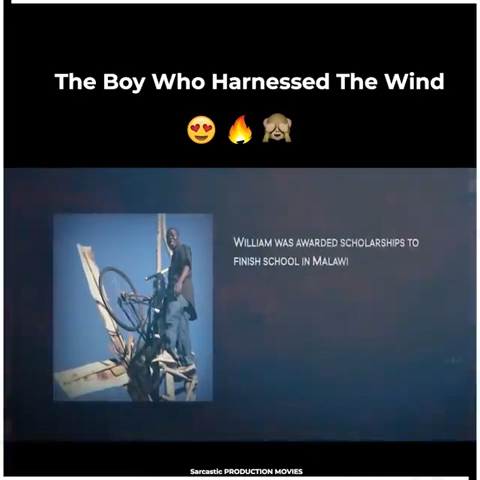 The Boy Who Harnessed The Wind
😍 🔥 🙈
William was awarded scholarships to
finish school in Malawi
Sarcastic PRODUCTION MOVIES